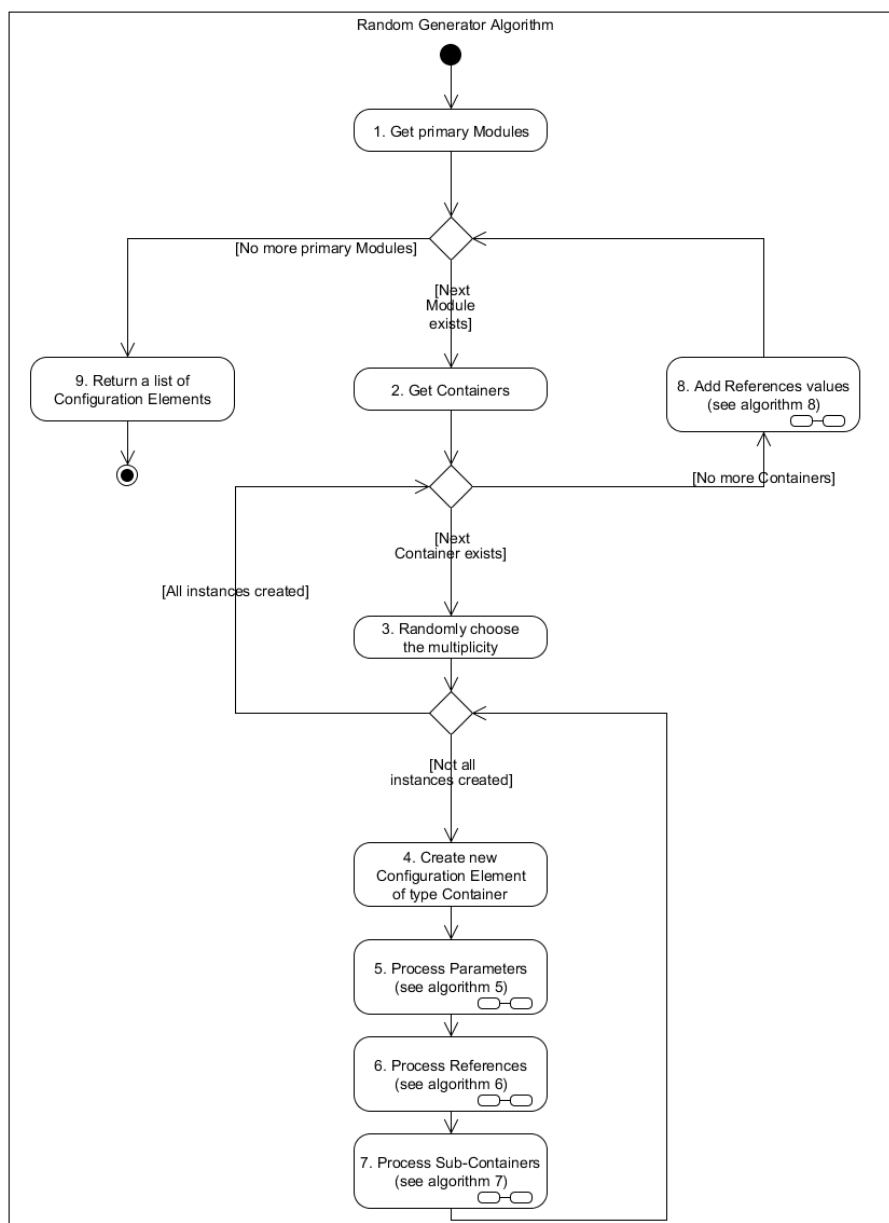 Random Generator Algorithm
1. Get primary Modules
[No more primary Modules]
[Next
Module
exists]
9. Return a list of
Configuration Elements
2. Get Containers
8. Add References values
(see algorithm 8)
[No more Containers]
[Next
Container exists]
[All instances created]
3. Randomly choose
the multiplicity
[Not all
instances created]
4. Create new
Configuration Element
of type Container
5. Process Parameters
(see algorithm 5)
6. Process References
(see algorithm 6)
7. Process Sub-Containers
(see algorithm 7)